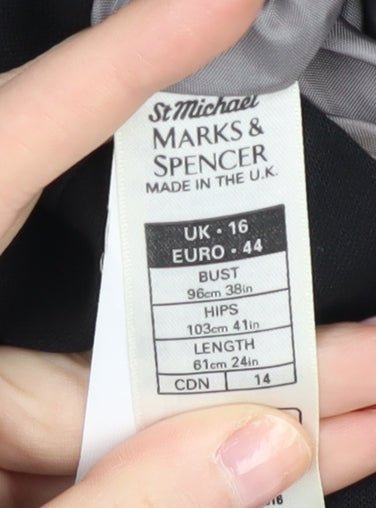 St Michael
MARKS &
SPENCER
MADE IN THE U.K.
UK • 16
EURO • 44
BUST
96cm 38in
HIPS
103cm 41in
LENGTH
61cm 24in
CDN 14